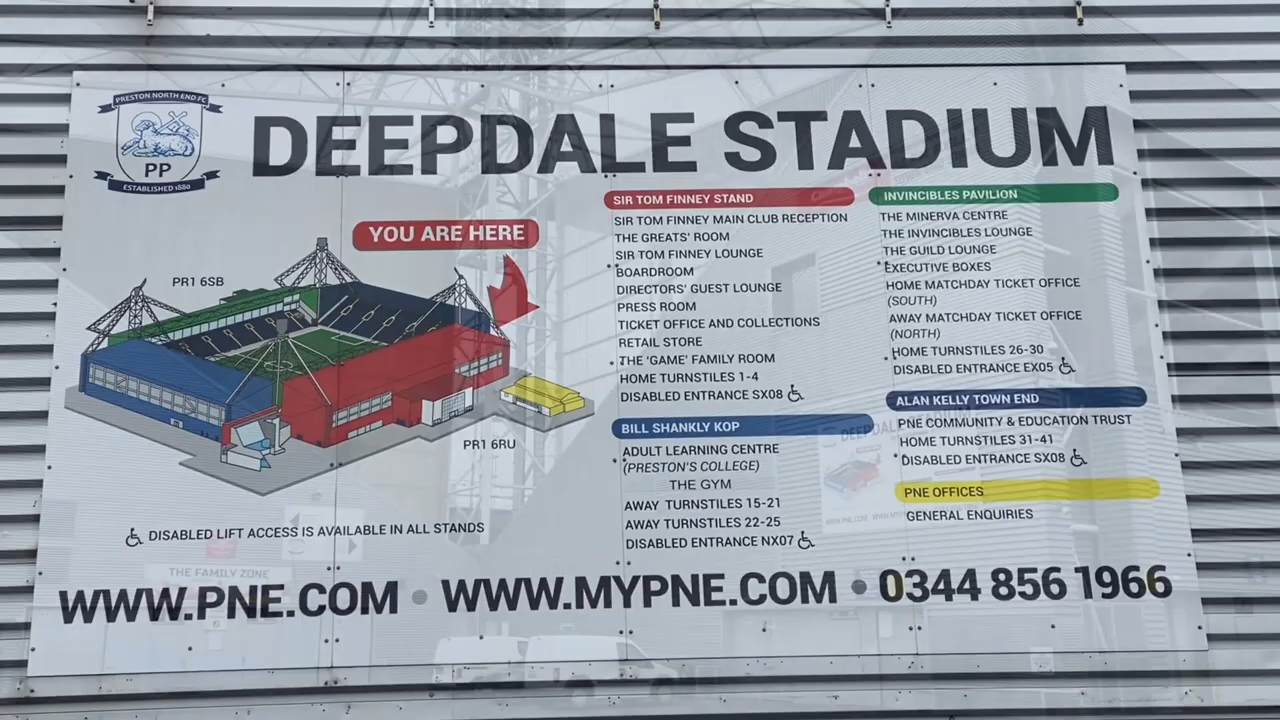 PRESTON NORTH END FC
PP
ESTABLISHED 1880
DEEPDALE STADIUM
YOU ARE HERE
PR1 6SB
PR1 6RU
SIR TOM FINNEY STAND
SIR TOM FINNEY MAIN CLUB RECEPTION
THE GREATS' ROOM
SIR TOM FINNEY LOUNGE
BOARDROOM
DIRECTORS' GUEST LOUNGE
PRESS ROOM
TICKET OFFICE AND COLLECTIONS
RETAIL STORE
THE 'GAME' FAMILY ROOM
HOME TURNSTILES 1-4
DISABLED ENTRANCE SX08
BILL SHANKLY KOP
ADULT LEARNING CENTRE
(PRESTON'S COLLEGE)
THE GYM
AWAY TURNSTILES 15-21
AWAY TURNSTILES 22-25
DISABLED ENTRANCE NX07
INVINCIBLES PAVILION
THE MINERVA CENTRE
THE INVINCIBLES LOUNGE
THE GUILD LOUNGE
EXECUTIVE BOXES
HOME MATCHDAY TICKET OFFICE
(SOUTH)
AWAY MATCHDAY TICKET OFFICE
(NORTH)
HOME TURNSTILES 26-30
DISABLED ENTRANCE EX05
ALAN KELLY TOWN END
PNE COMMUNITY & EDUCATION TRUST
HOME TURNSTILES 31-41
DISABLED ENTRANCE SX08
PNE OFFICES
GENERAL ENQUIRIES
DISABLED LIFT ACCESS IS AVAILABLE IN ALL STANDS
THE FAMILY ZONE
DEEPDALE STADIUM
WWW.PNE.COM • WWW.MYPNE.COM • 0344 856 1966